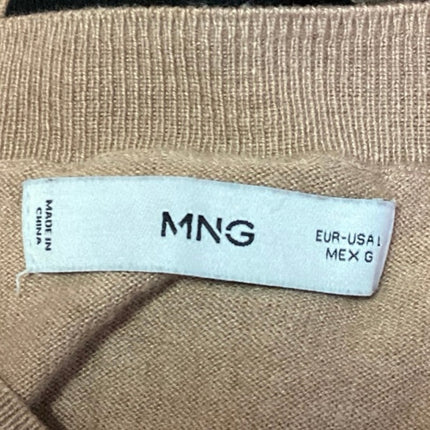 MADE IN
CHINA
MNG
EUR-USA L
MEX G